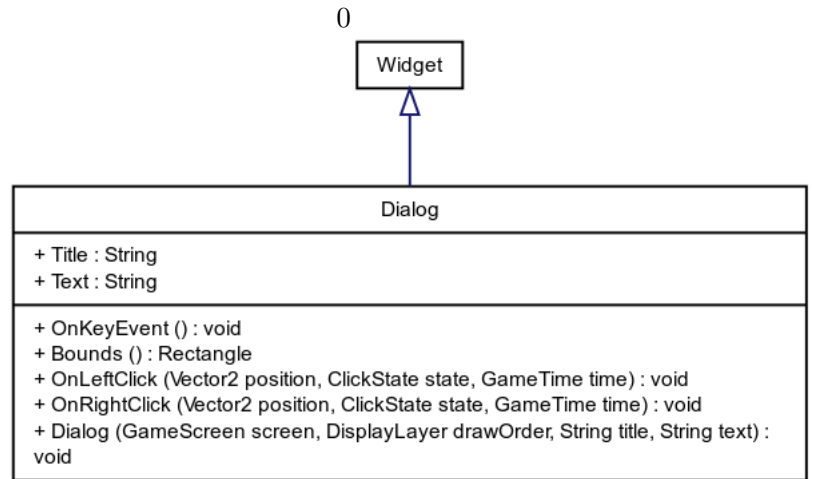 0
Widget
Dialog
+ Title : String
+ Text : String
+ OnKeyEvent () : void
+ Bounds () : Rectangle
+ OnLeftClick (Vector2 position, ClickState state, GameTime time) : void
+ OnRightClick (Vector2 position, ClickState state, GameTime time) : void
+ Dialog (GameScreen screen, DisplayLayer drawOrder, String title, String text) :
void